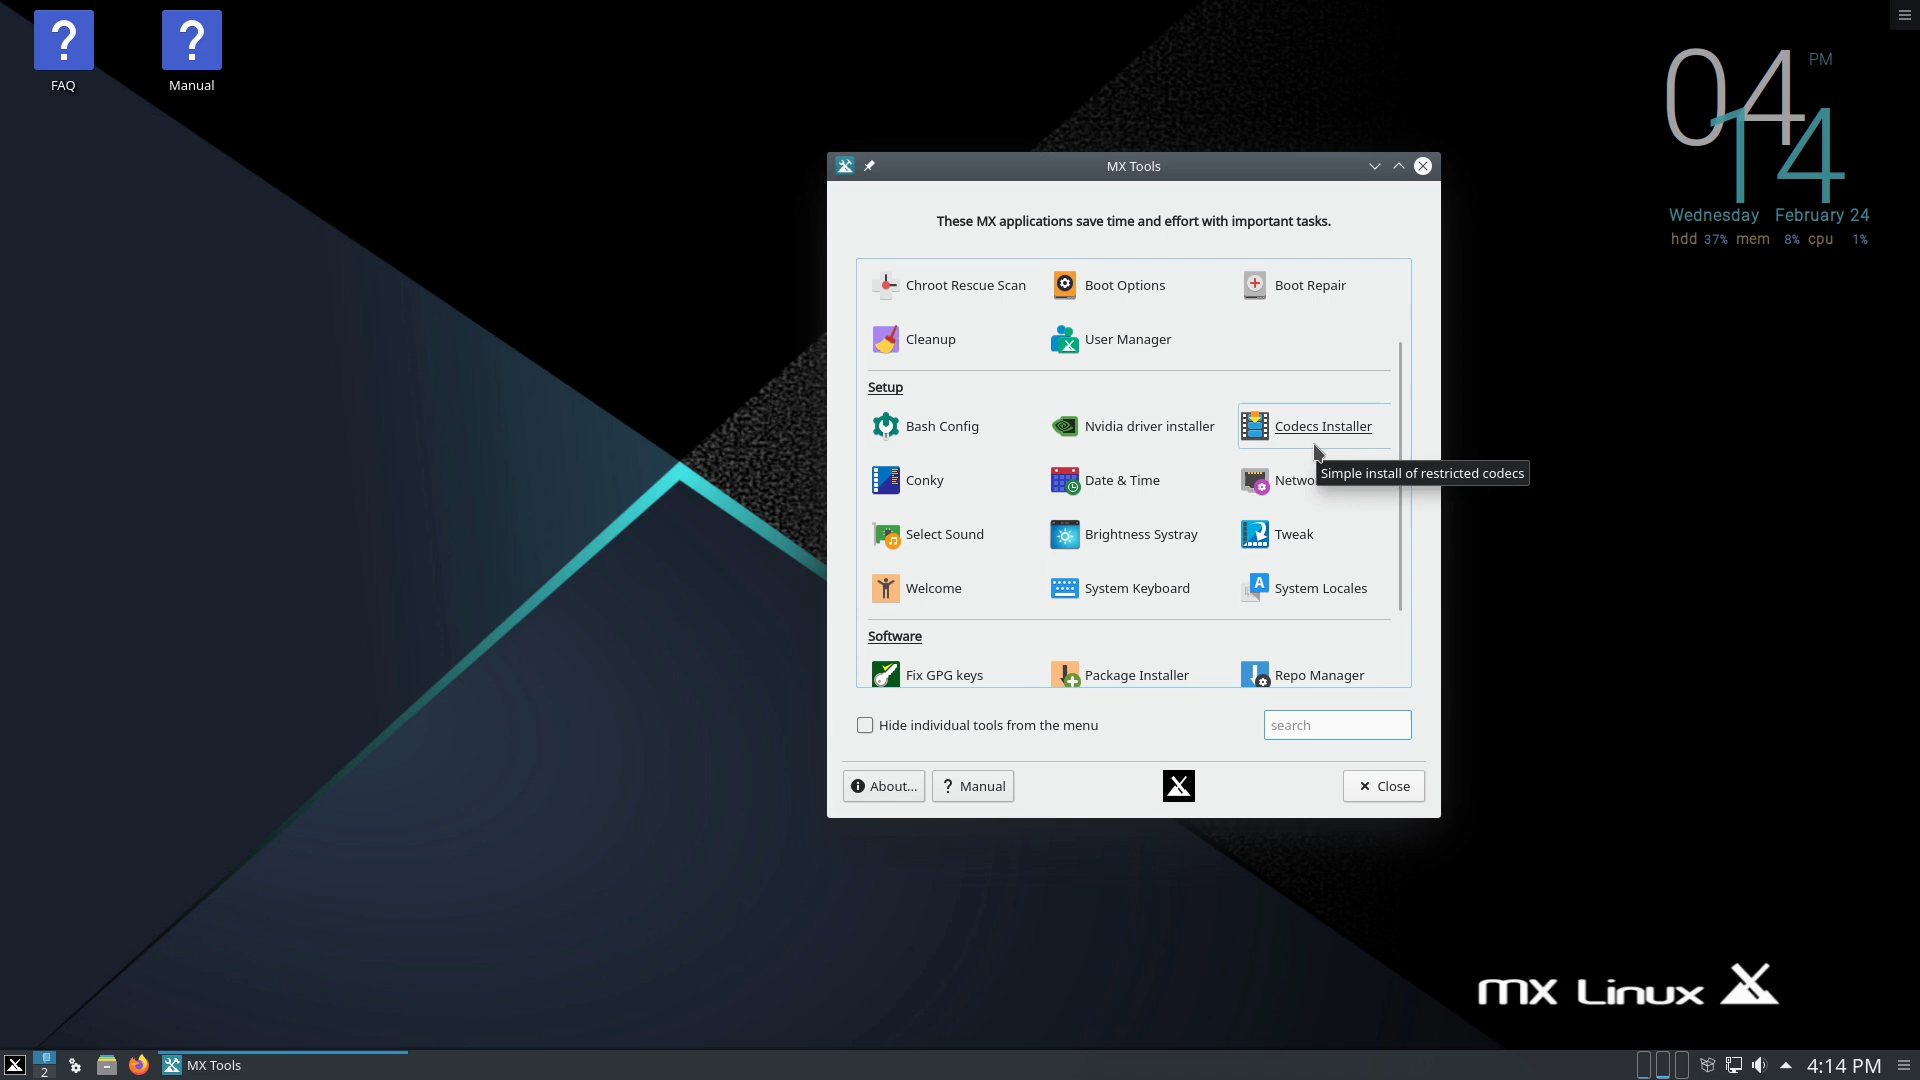 FAQ
Manual
04
PM
14
Wednesday February 24
hdd 37% mem 8% cpu 1%
MX Tools
These MX applications save time and effort with important tasks.
Chroot Rescue Scan
Boot Options
Boot Repair
Cleanup
User Manager
Setup
Bash Config
Nvidia driver installer
Codecs Installer
Conky
Date & Time
Netwo
Simple install of restricted codecs
Select Sound
Brightness Systray
Tweak
Welcome
System Keyboard
System Locales
Software
Fix GPG keys
Package Installer
Repo Manager
Hide individual tools from the menu
search
About...
? Manual
Close
MX Linux
2
MX Tools
4:14 PM